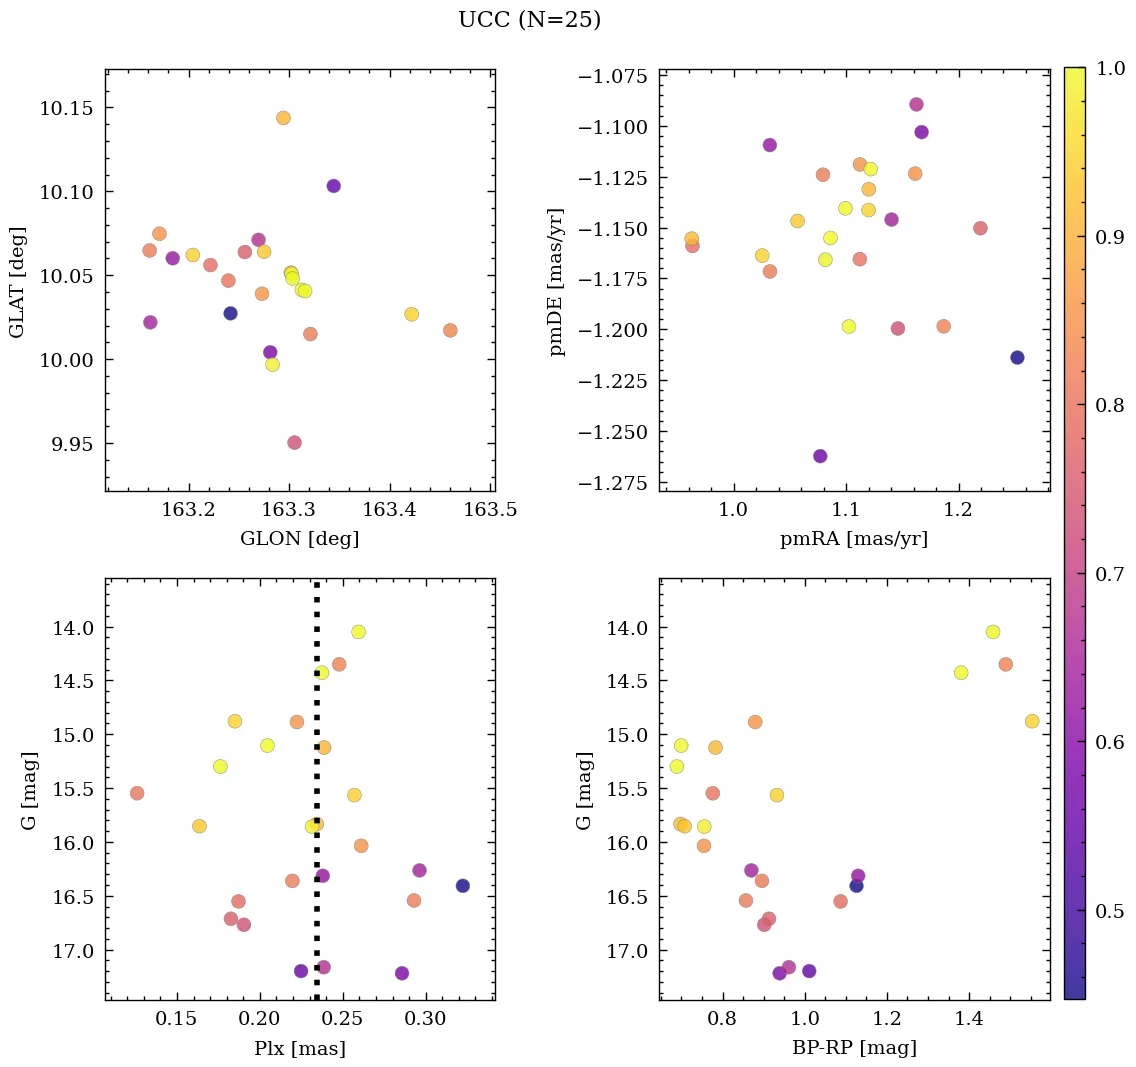 UCC (N=25)
10.15
10.10
10.05
10.00
9.95
GLAT [deg]
163.2 163.3 163.4 163.5
GLON [deg]
−1.075
−1.100
−1.125
−1.150
−1.175
−1.200
−1.225
−1.250
−1.275
pmDE [mas/yr]
1.0 1.1 1.2
pmRA [mas/yr]
14.0
14.5
15.0
15.5
16.0
16.5
17.0
G [mag]
0.15 0.20 0.25 0.30
Plx [mas]
14.0
14.5
15.0
15.5
16.0
16.5
17.0
G [mag]
0.8 1.0 1.2 1.4
BP-RP [mag]
1.0
0.9
0.8
0.7
0.6
0.5